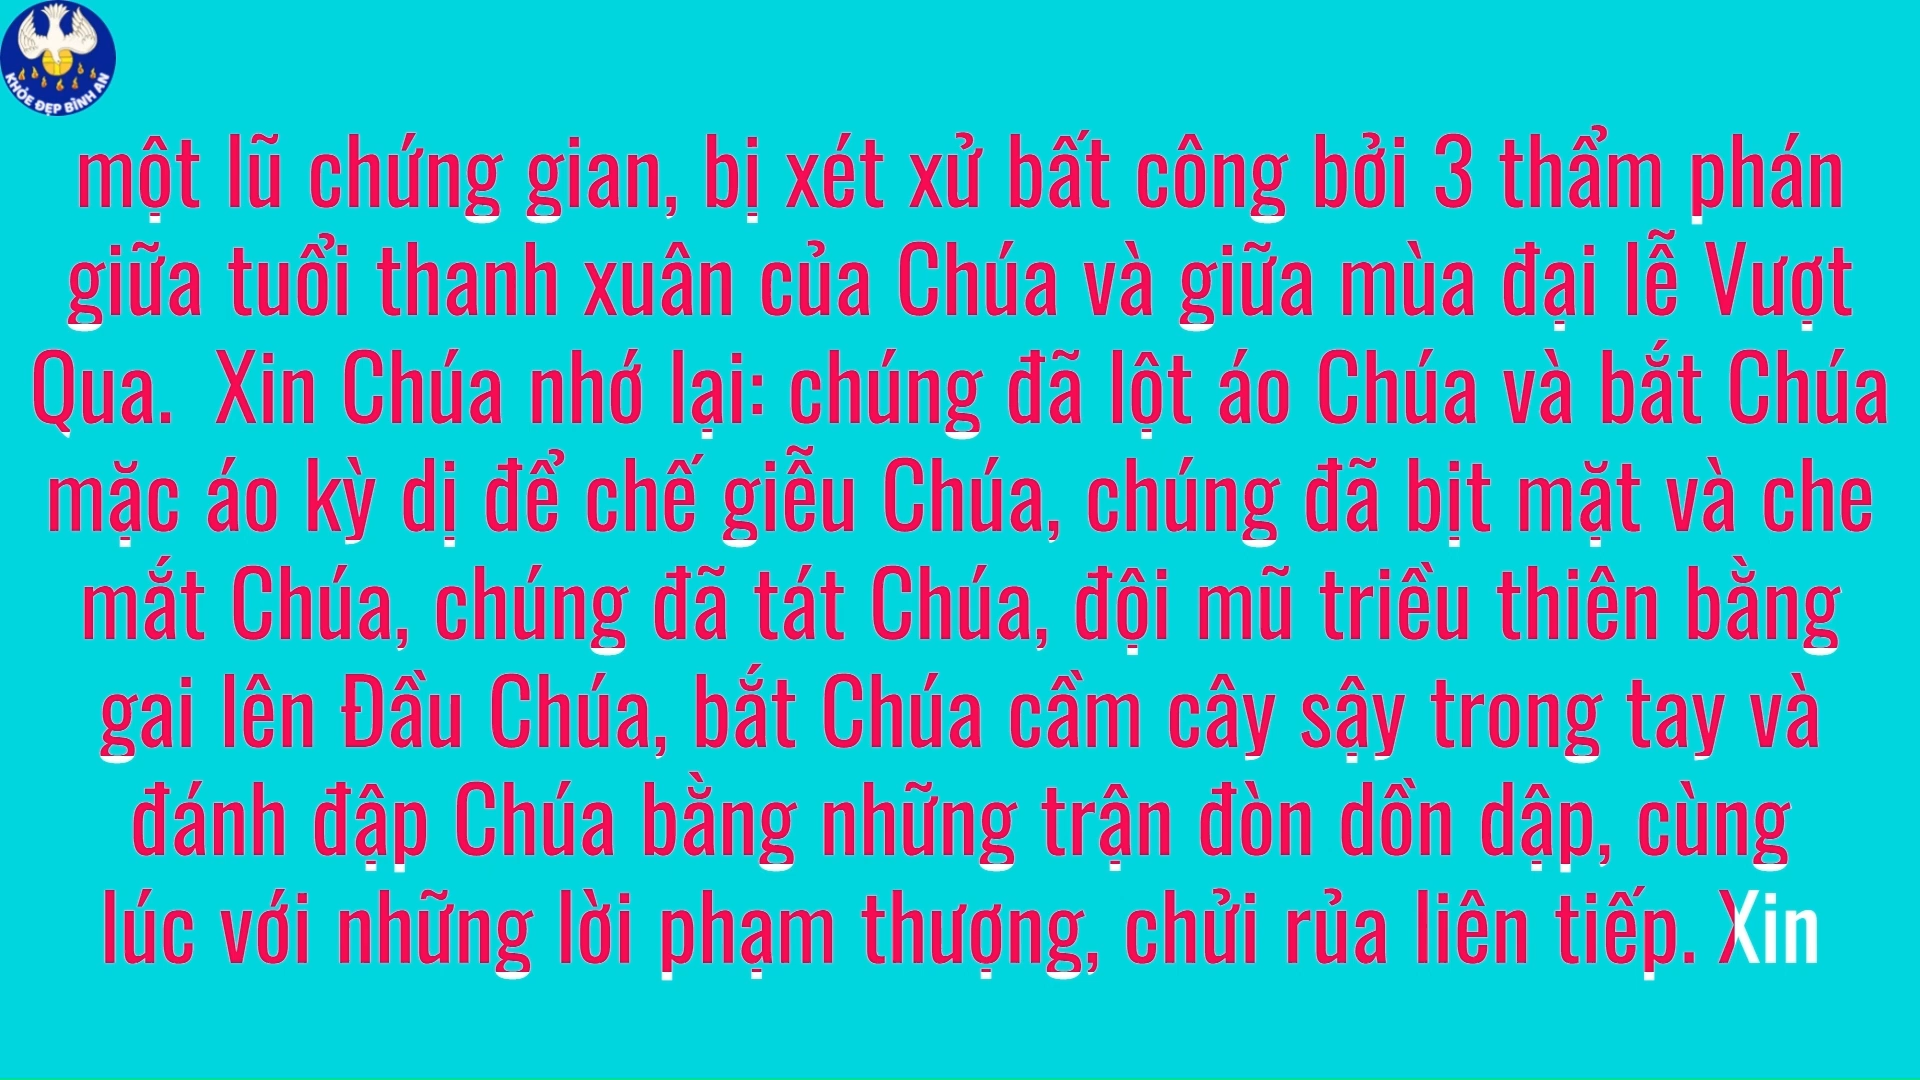 KHỎE ĐẸP BÌNH AN
một lũ chứng gian, bị xét xử bất công bởi 3 thẩm phán
giữa tuổi thanh xuân của Chúa và giữa mùa đại lễ Vượt
Qua.  Xin Chúa nhớ lại: chúng đã lột áo Chúa và bắt Chúa
mặc áo kỳ dị để chế giễu Chúa, chúng đã bịt mặt và che
mắt Chúa, chúng đã tát Chúa, đội mũ triều thiên bằng
gai lên Đầu Chúa, bắt Chúa cầm cây sậy trong tay và
đánh đập Chúa bằng những trận đòn dồn dập, cùng
lúc với những lời phạm thượng, chửi rủa liên tiếp. Xin